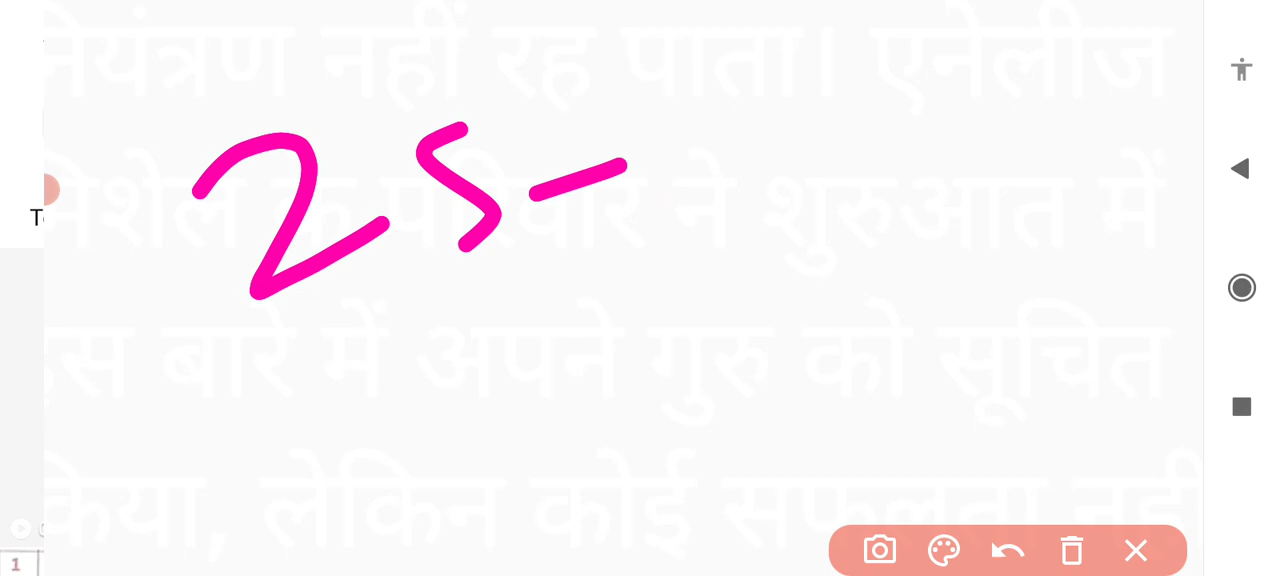 नियंत्रण नहीं रह पाता। एनेलीज
मिशेल के परिवार ने शुरुआत में
इस बारे में अपने गुरु को सूचित
किया, लेकिन कोई सफलता नहीं
25-
1